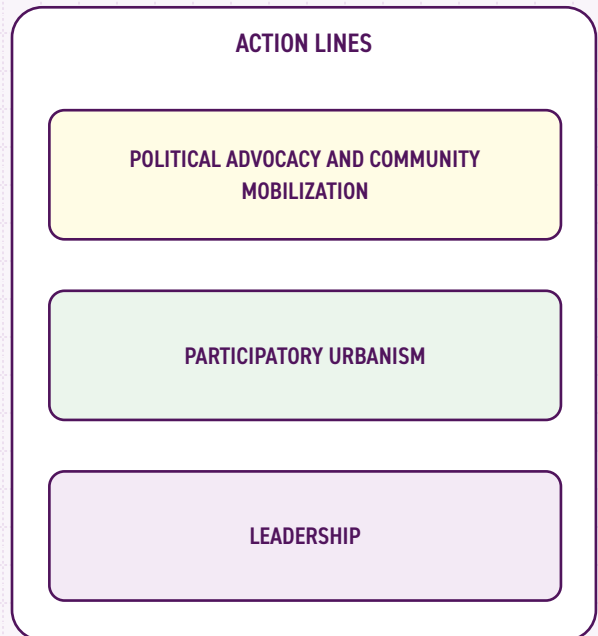 ACTION LINES
POLITICAL ADVOCACY AND COMMUNITY
MOBILIZATION
PARTICIPATORY URBANISM
LEADERSHIP